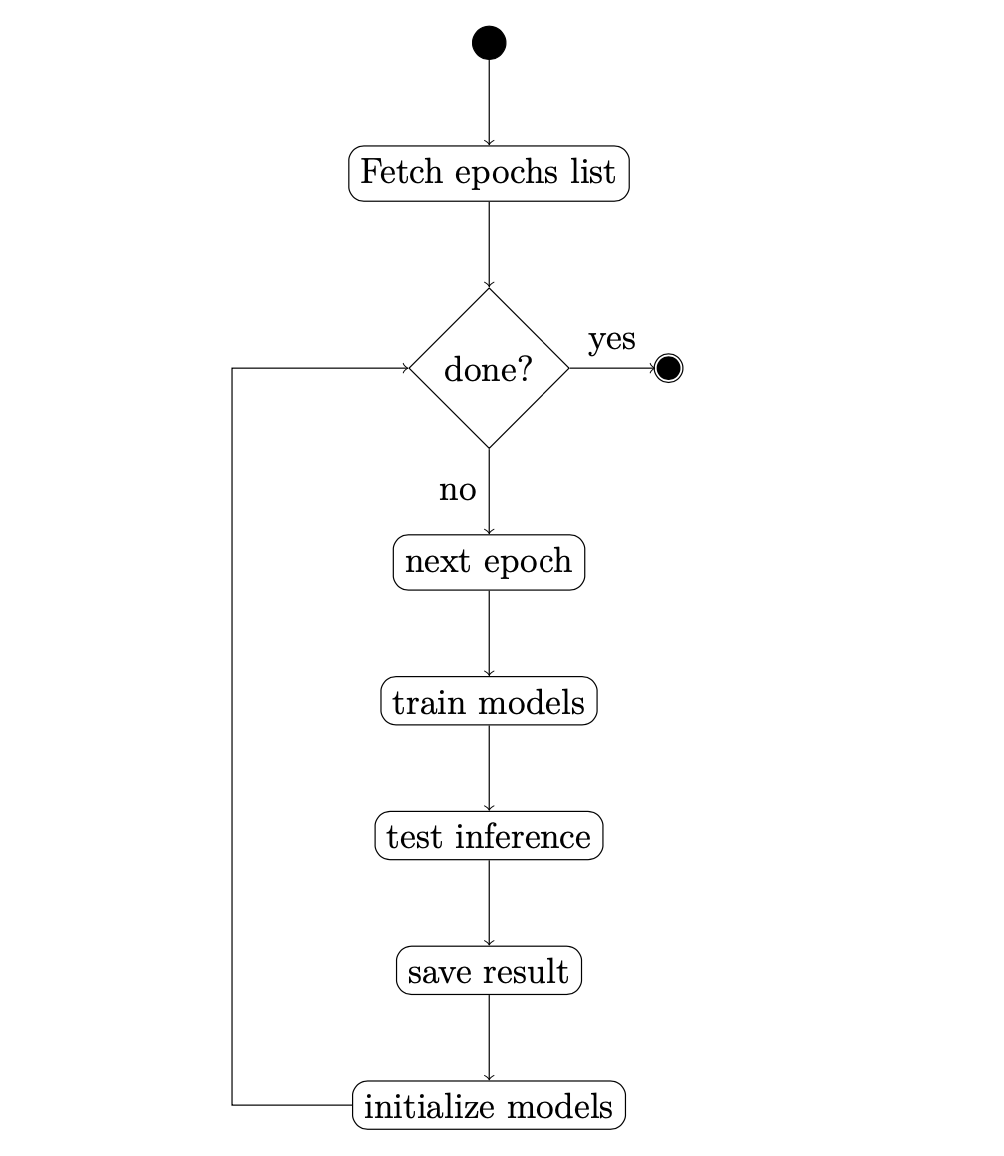 Fetch epochs list
done?
yes
no
next epoch
train models
test inference
save result
initialize models